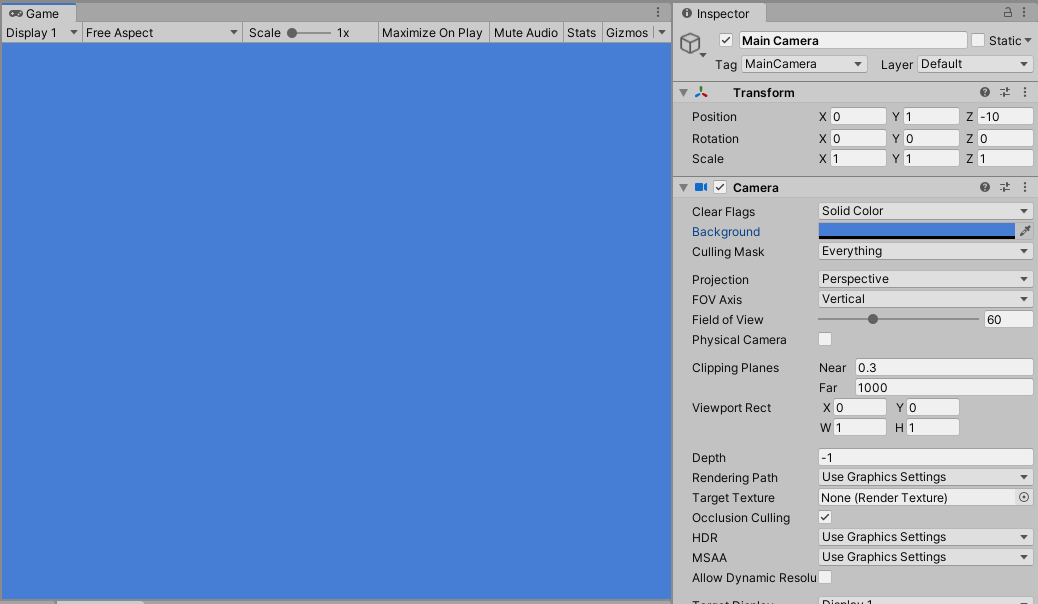 Game
Display 1 Free Aspect Scale 1x Maximize On Play Mute Audio Stats Gizmos
Inspector
Main Camera Static
Tag MainCamera Layer Default
Transform
Position X 0 Y 1 Z -10
Rotation X 0 Y 0 Z 0
Scale X 1 Y 1 Z 1
Camera
Clear Flags Solid Color
Background
Culling Mask Everything
Projection Perspective
FOV Axis Vertical
Field of View 60
Physical Camera
Clipping Planes Near 0.3
Far 1000
Viewport Rect X 0 Y 0
W 1 H 1
Depth -1
Rendering Path Use Graphics Settings
Target Texture None (Render Texture)
Occlusion Culling
HDR Use Graphics Settings
MSAA Use Graphics Settings
Allow Dynamic Resolu
Target Display Display 1